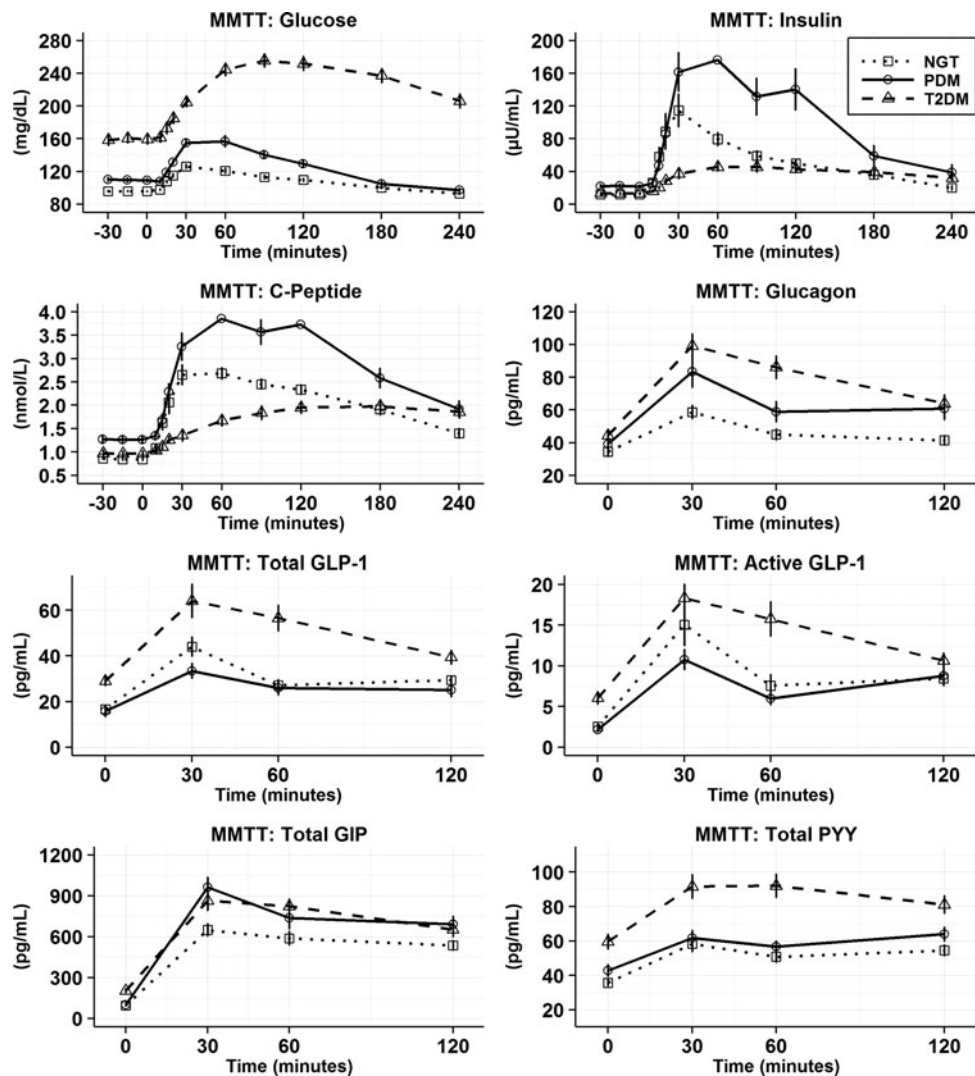 MMTT: Glucose
(mg/dL)
280
240
200
160
120
80
-30 0 30 60 120 180 240
Time (minutes)
MMTT: Insulin
(µU/mL)
200
160
120
80
40
0
-30 0 30 60 120 180 240
Time (minutes)
NGT
PDM
T2DM
MMTT: C-Peptide
(nmol/L)
4.0
3.5
3.0
2.5
2.0
1.5
1.0
0.5
-30 0 30 60 120 180 240
Time (minutes)
MMTT: Glucagon
(pg/mL)
120
100
80
60
40
20
0 30 60 120
Time (minutes)
MMTT: Total GLP-1
(pg/mL)
60
40
20
0
0 30 60 120
Time (minutes)
MMTT: Active GLP-1
(pg/mL)
20
15
10
5
0
0 30 60 120
Time (minutes)
MMTT: Total GIP
(pg/mL)
1200
900
600
300
0
0 30 60 120
Time (minutes)
MMTT: Total PYY
(pg/mL)
100
80
60
40
20
0 30 60 120
Time (minutes)